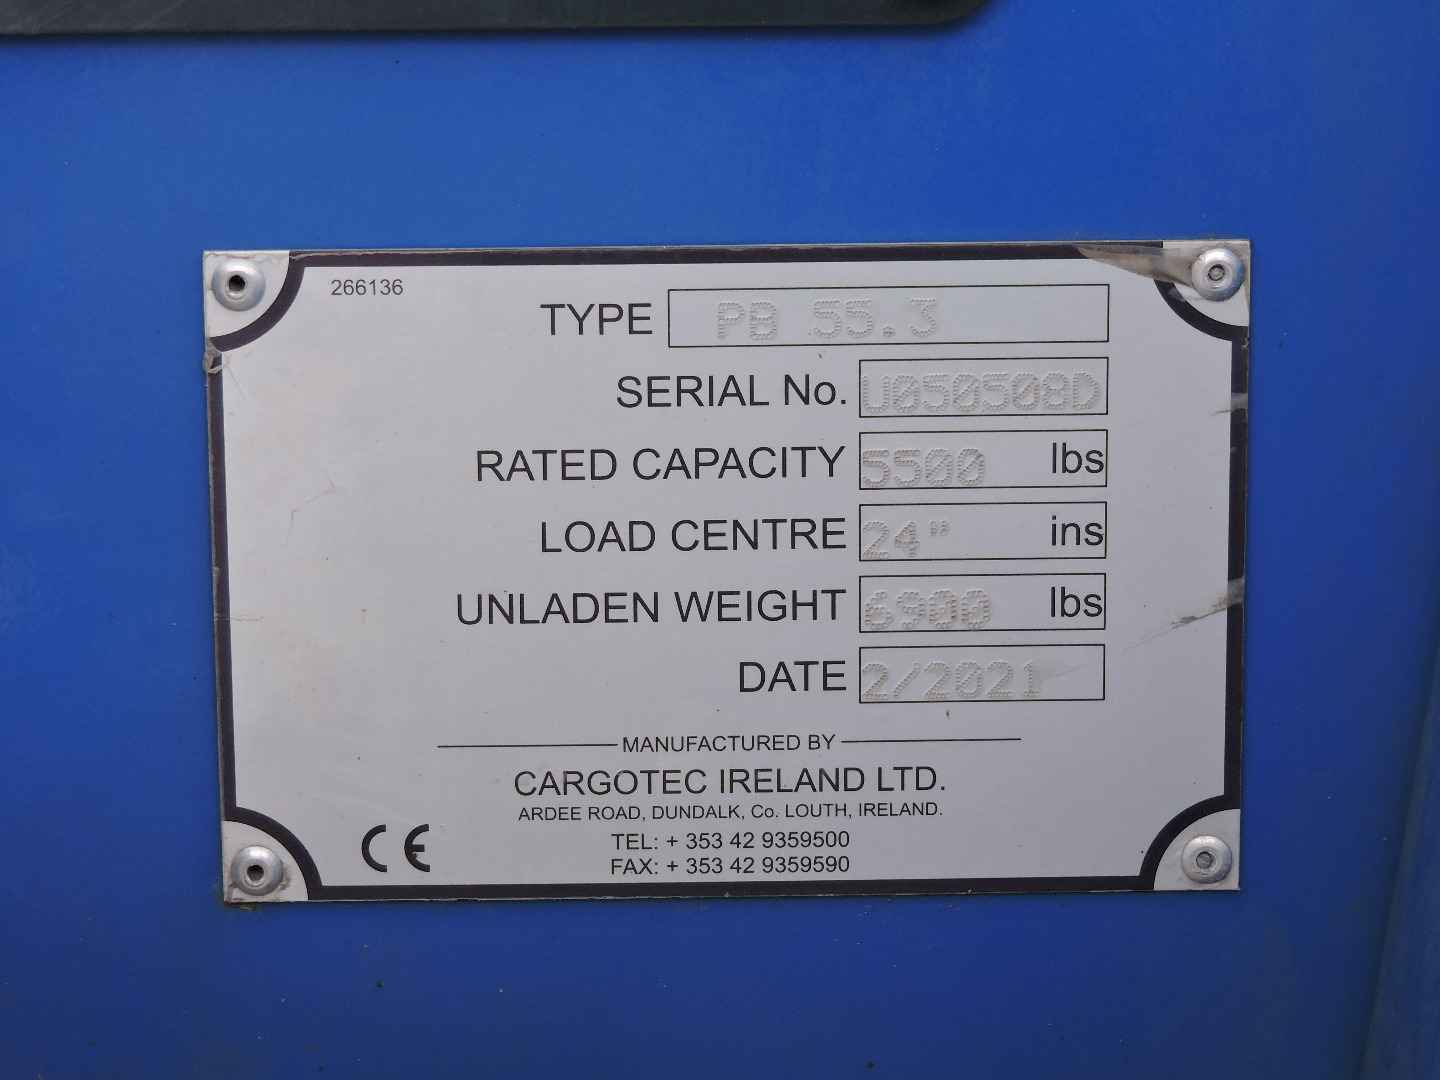 266136
TYPE PB 55.3
SERIAL No. U050508D
RATED CAPACITY 5500 lbs
LOAD CENTRE 24" ins
UNLADEN WEIGHT 6900 lbs
DATE 2/2021
MANUFACTURED BY
CARGOTEC IRELAND LTD.
ARDEE ROAD, DUNDALK, Co. LOUTH, IRELAND.
TEL: + 353 42 9359500
FAX: + 353 42 9359590
CE